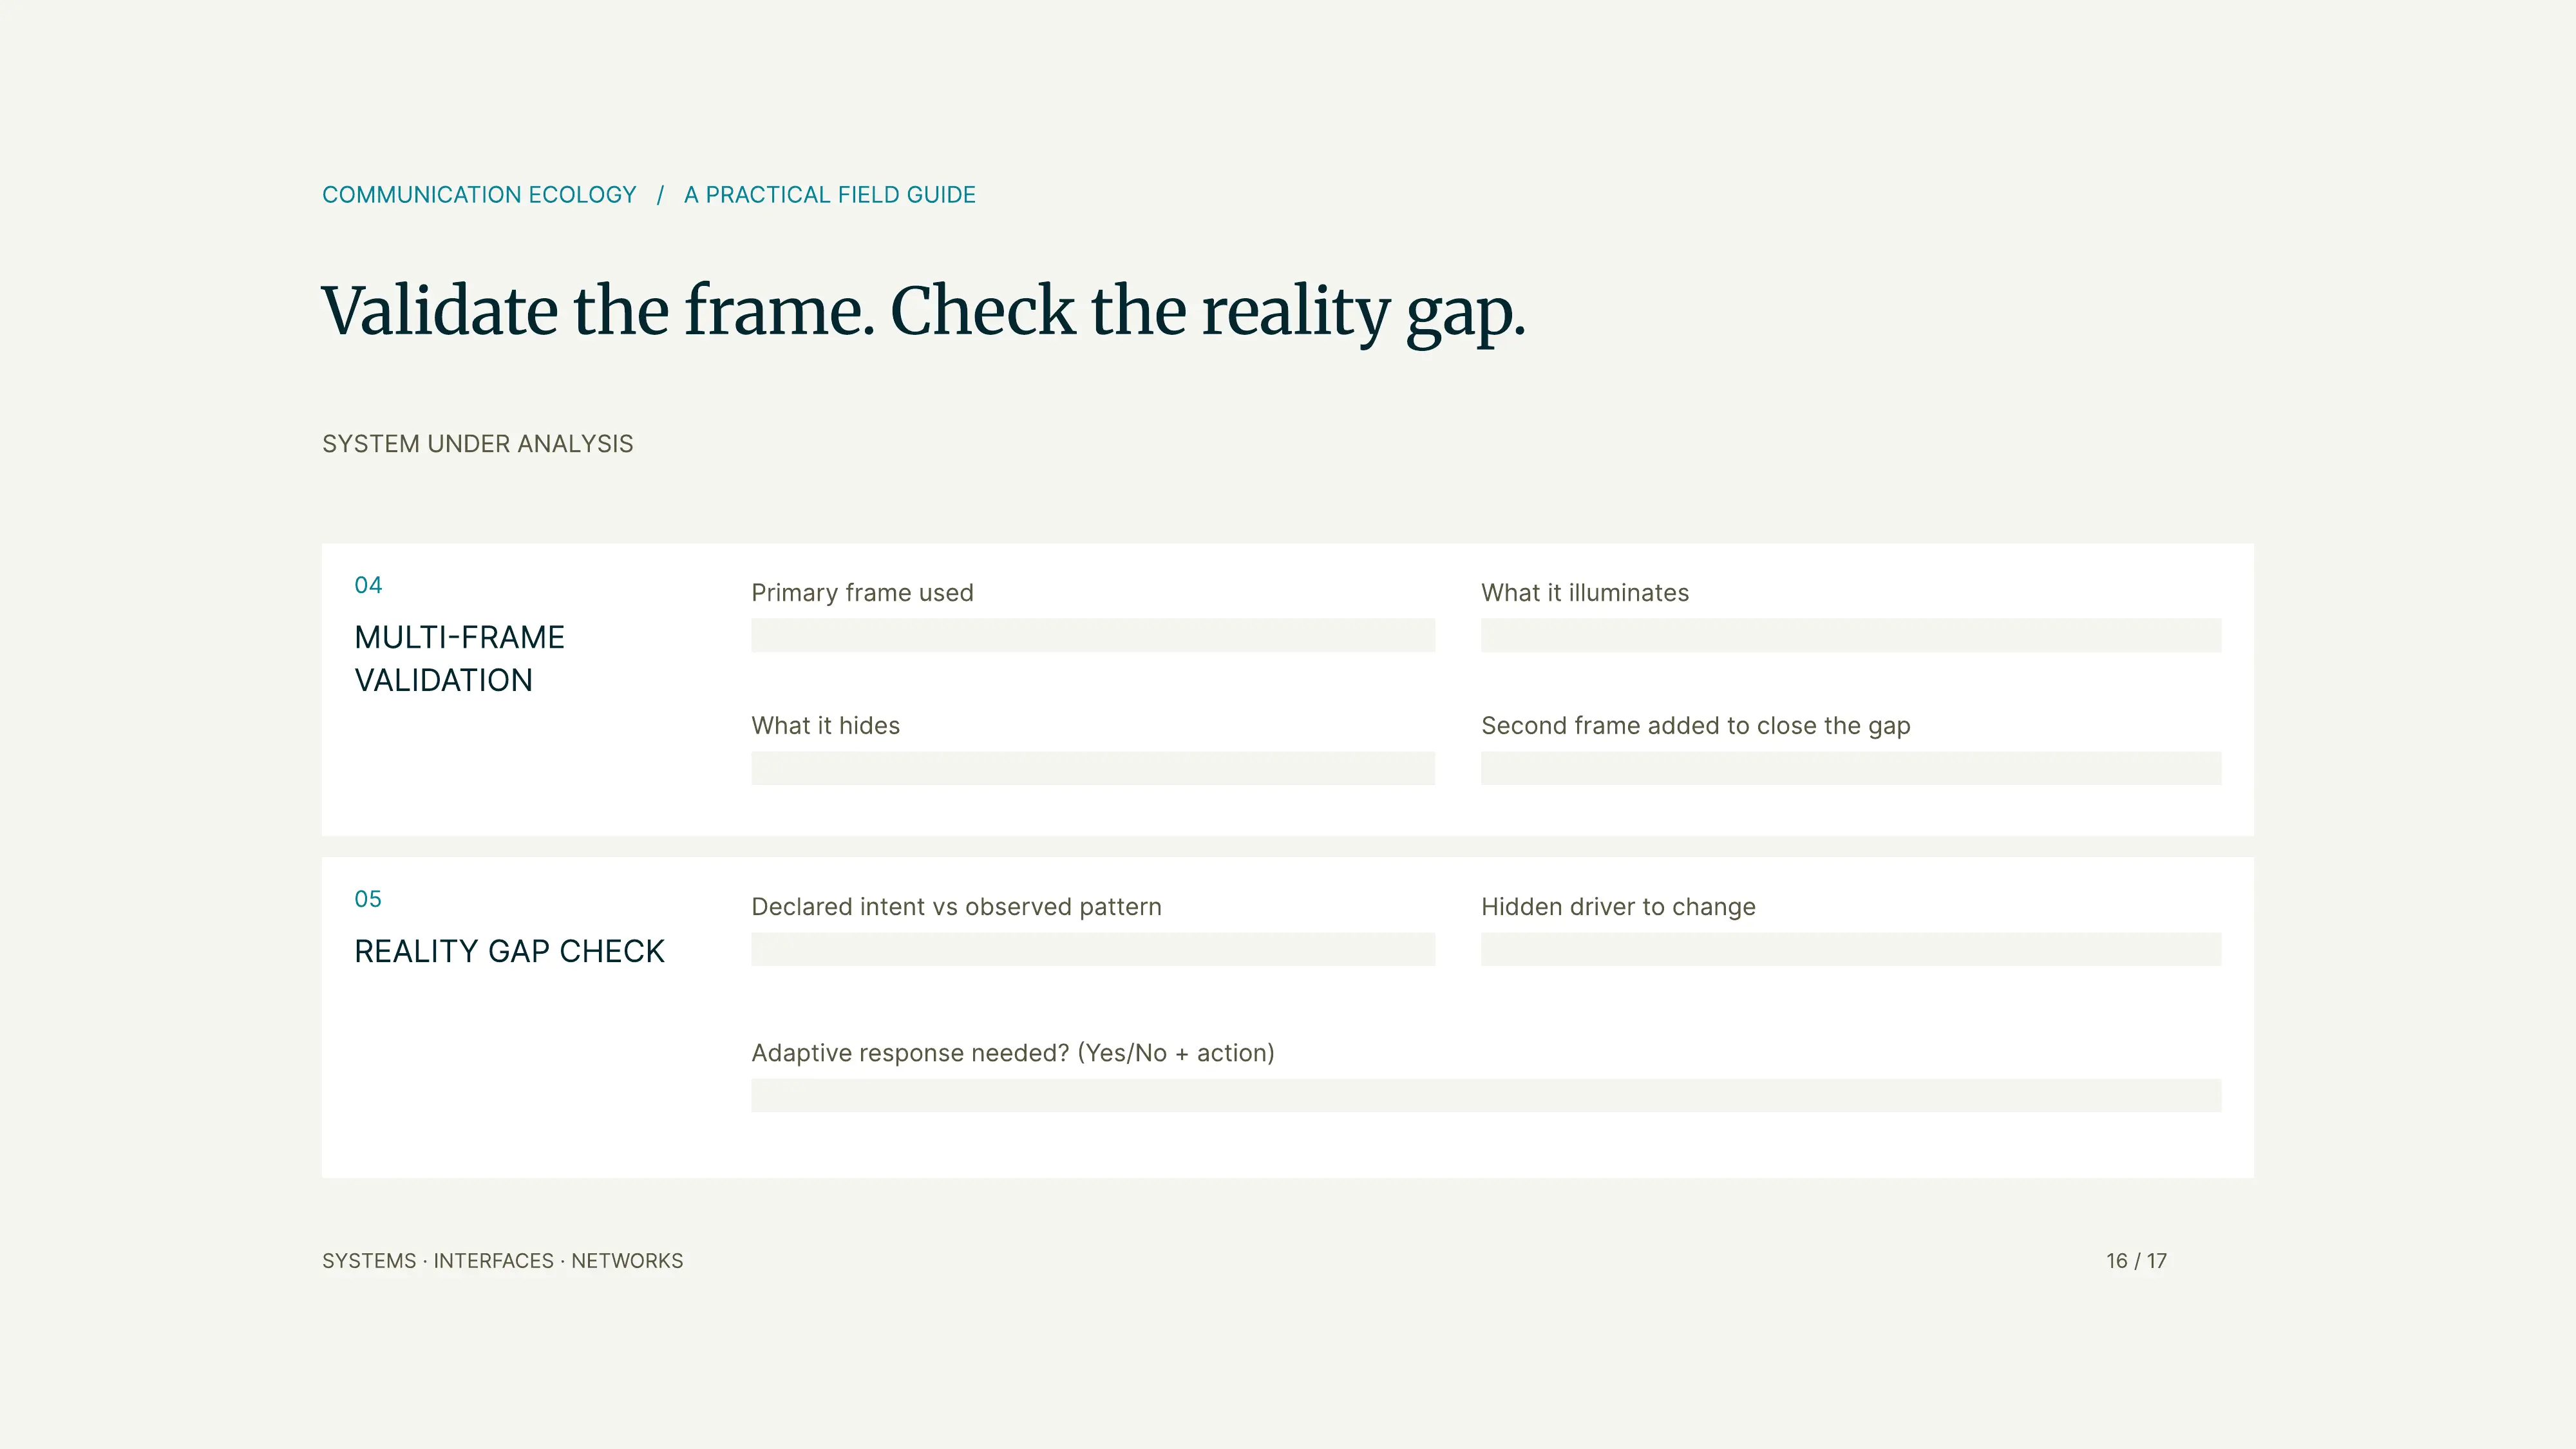 COMMUNICATION ECOLOGY / A PRACTICAL FIELD GUIDE
Validate the frame. Check the reality gap.
SYSTEM UNDER ANALYSIS
04
MULTI-FRAME
VALIDATION
Primary frame used
What it illuminates
What it hides
Second frame added to close the gap
05
REALITY GAP CHECK
Declared intent vs observed pattern
Hidden driver to change
Adaptive response needed? (Yes/No + action)
SYSTEMS · INTERFACES · NETWORKS
16 / 17